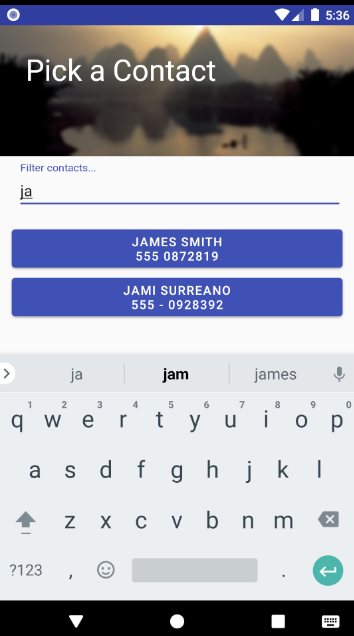 5:36
Pick a Contact
Filter contacts...
ja
JAMES SMITH
555 0872819
JAMI SURREANO
555 - 0928392
ja jam james
1 2 3 4 5 6 7 8 9 0
q w e r t y u i o p
a s d f g h j k l
z x c v b n m
?123 , .